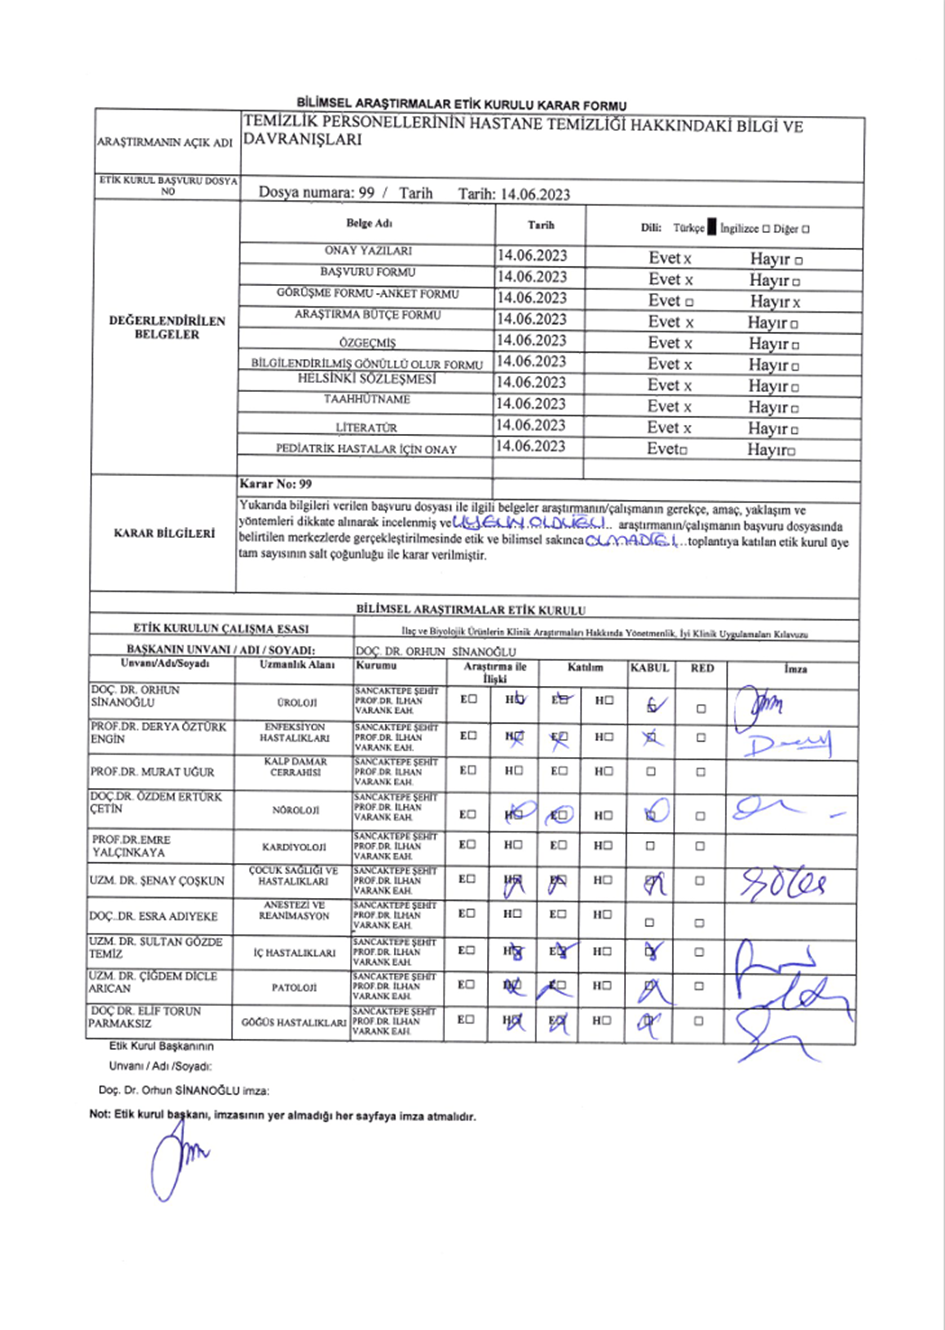 BİLİMSEL ARAŞTIRMALAR ETİK KURULU KARAR FORMU
ARAŞTIRMANIN AÇIK ADI
TEMİZLİK PERSONELLERİNİN HASTANE TEMİZLİĞİ HAKKINDAKİ BİLGİ VE
DAVRANIŞLARI
ETİK KURUL BAŞVURU DOSYA
NO
Dosya numara: 99 / Tarih Tarih: 14.06.2023
DEĞERLENDİRİLEN
BELGELER
Belge Adı Tarih Dili: Türkçe ■ İngilizce □ Diğer □
ONAY YAZILARI 14.06.2023 Evet x Hayır □
BAŞVURU FORMU 14.06.2023 Evet x Hayır □
GÖRÜŞME FORMU -ANKET FORMU 14.06.2023 Evet □ Hayır x
ARAŞTIRMA BÜTÇE FORMU 14.06.2023 Evet x Hayır □
ÖZGEÇMİŞ 14.06.2023 Evet x Hayır □
BİLGİLENDİRİLMİŞ GÖNÜLLÜ OLUR FORMU 14.06.2023 Evet x Hayır □
HELSİNKİ SÖZLEŞMESİ 14.06.2023 Evet x Hayır □
TAAHHÜTNAME 14.06.2023 Evet x Hayır □
LİTERATÜR 14.06.2023 Evet x Hayır □
PEDİATRİK HASTALAR İÇİN ONAY 14.06.2023 Evet□ Hayır□
KARAR BİLGİLERİ
Karar No: 99
Yukarıda bilgileri verilen başvuru dosyası ile ilgili belgeler araştırmanın/çalışmanın gerekçe, amaç, yaklaşım ve
yöntemleri dikkate alınarak incelenmiş ve UYGUN OLDUĞU.. araştırmanın/çalışmanın başvuru dosyasında
belirtilen merkezlerde gerçekleştirilmesinde etik ve bilimsel sakınca OLMADIĞI...toplantıya katılan etik kurul üye
tam sayısının salt çoğunluğu ile karar verilmiştir.
BİLİMSEL ARAŞTIRMALAR ETİK KURULU
ETİK KURULUN ÇALIŞMA ESASI İlaç ve Biyolojik Ürünlerin Klinik Araştırmaları Hakkında Yönetmenlik, İyi Klinik Uygulamaları Kılavuzu
BAŞKANIN UNVANI / ADI / SOYADI: DOÇ. DR. ORHUN SİNANOĞLU
Unvanı/Adı/Soyadı Uzmanlık Alanı Kurumu Araştırma ile İlişki Katılım KABUL RED İmza
DOÇ. DR. ORHUN
SİNANOĞLU
ÜROLOJİ
SANCAKTEPE ŞEHİT
PROF.DR. İLHAN
VARANK EAH.
E□ H□ E□ H□ □ □
PROF.DR. DERYA ÖZTÜRK
ENGİN
ENFEKSİYON
HASTALIKLARI
SANCAKTEPE ŞEHİT
PROF.DR. İLHAN
VARANK EAH.
E□ H□ E□ H□ □ □
PROF.DR. MURAT UĞUR
KALP DAMAR
CERRAHİSİ
SANCAKTEPE ŞEHİT
PROF.DR. İLHAN
VARANK EAH.
E□ H□ E□ H□ □ □
DOÇ.DR. ÖZDEM ERTÜRK
ÇETİN
NÖROLOJİ
SANCAKTEPE ŞEHİT
PROF.DR. İLHAN
VARANK EAH.
E□ H□ E□ H□ □ □
PROF.DR.EMRE
YALÇINKAYA
KARDİYOLOJİ
SANCAKTEPE ŞEHİT
PROF.DR. İLHAN
VARANK EAH.
E□ H□ E□ H□ □ □
UZM. DR. ŞENAY ÇOŞKUN
ÇOCUK SAĞLIĞI VE
HASTALIKLARI
SANCAKTEPE ŞEHİT
PROF.DR. İLHAN
VARANK EAH.
E□ H□ E□ H□ □ □
DOÇ. DR. ESRA ADIYEKE
ANESTEZİ VE
REANİMASYON
SANCAKTEPE ŞEHİT
PROF.DR. İLHAN
VARANK EAH.
E□ H□ E□ H□ □ □
UZM. DR. SULTAN GÖZDE
TEMİZ
İÇ HASTALIKLARI
SANCAKTEPE ŞEHİT
PROF.DR. İLHAN
VARANK EAH.
E□ H□ E□ H□ □ □
UZM. DR. ÇİĞDEM DİCLE
ARICAN
PATOLOJİ
SANCAKTEPE ŞEHİT
PROF.DR. İLHAN
VARANK EAH.
E□ H□ E□ H□ □ □
DOÇ DR. ELİF TORUN
PARMAKSIZ
GÖĞÜS HASTALIKLARI
SANCAKTEPE ŞEHİT
PROF.DR. İLHAN
VARANK EAH.
E□ H□ E□ H□ □ □
Etik Kurul Başkanının
Unvanı / Adı /Soyadı:
Doç. Dr. Orhun SİNANOĞLU imza:
Not: Etik kurul başkanı, imzasının yer almadığı her sayfaya imza atmalıdır.